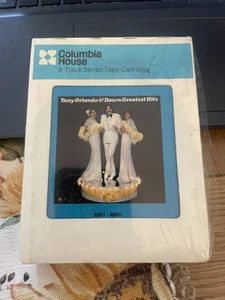 Columbia
House
8-Track Stereo Tape Cartridge
Tony Orlando & Dawn Greatest Hits